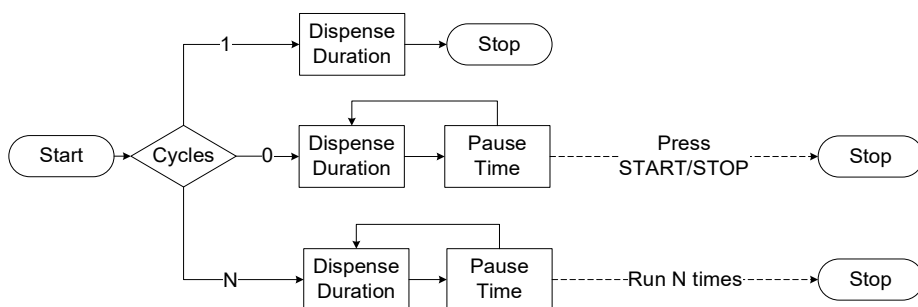 1
Dispense
Duration
Stop
Start
Cycles
0
Dispense
Duration
Pause
Time
Press
START/STOP
Stop
N
Dispense
Duration
Pause
Time
Run N times
Stop